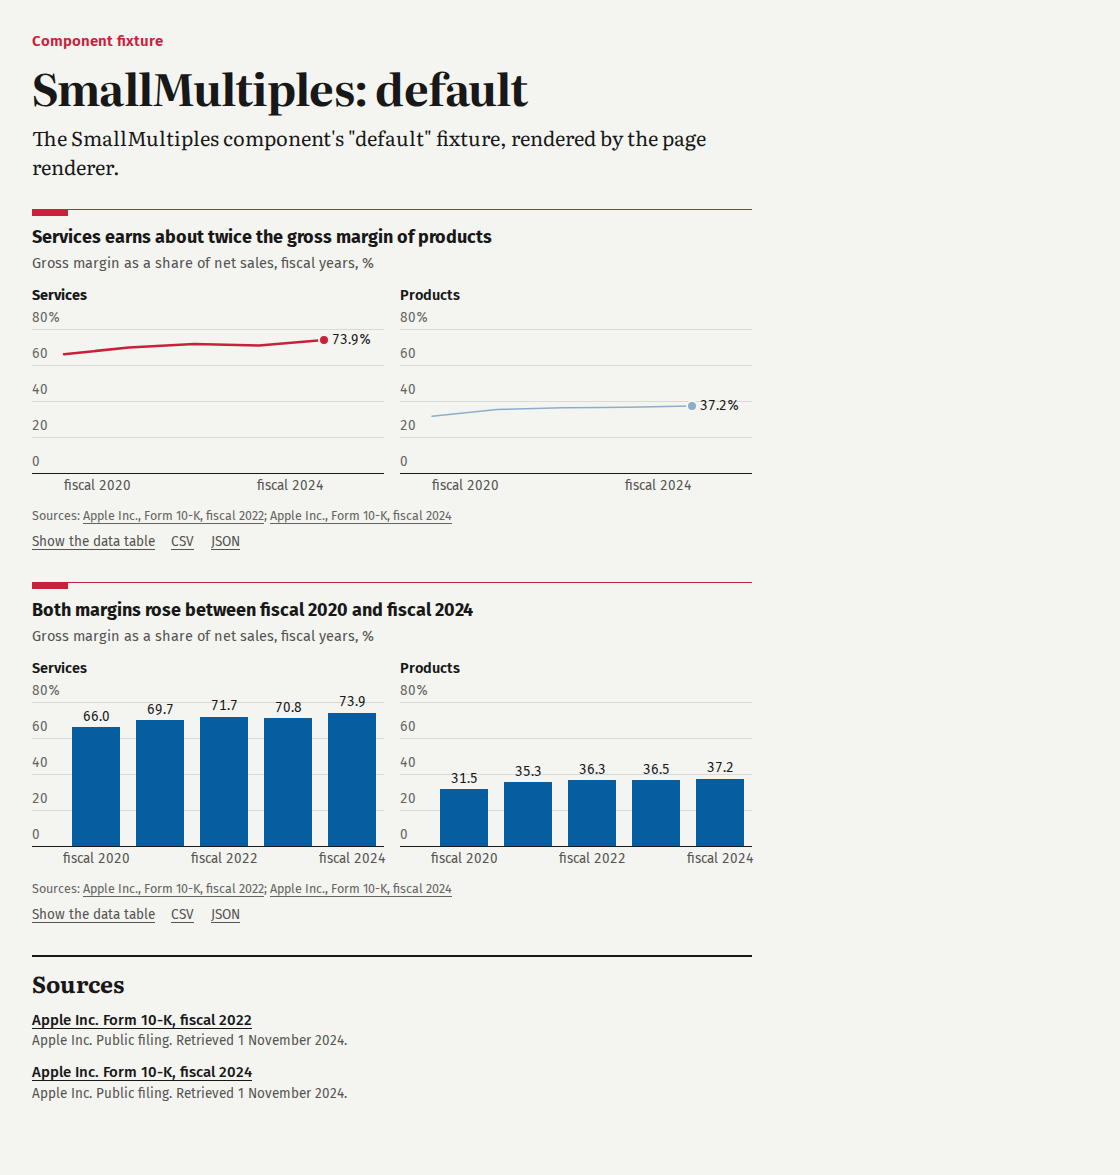 Component fixture
SmallMultiples: default
The SmallMultiples component's "default" fixture, rendered by the page
renderer.
Services earns about twice the gross margin of products
Gross margin as a share of net sales, fiscal years, %
Services
80%
60
40
20
0
73.9%
fiscal 2020
fiscal 2024
Products
80%
60
40
20
0
37.2%
fiscal 2020
fiscal 2024
Sources: Apple Inc., Form 10-K, fiscal 2022; Apple Inc., Form 10-K, fiscal 2024
Show the data table CSV JSON
Both margins rose between fiscal 2020 and fiscal 2024
Gross margin as a share of net sales, fiscal years, %
Services
80%
60
40
20
0
66.0
69.7
71.7
70.8
73.9
fiscal 2020
fiscal 2022
fiscal 2024
Products
80%
60
40
20
0
31.5
35.3
36.3
36.5
37.2
fiscal 2020
fiscal 2022
fiscal 2024
Sources: Apple Inc., Form 10-K, fiscal 2022; Apple Inc., Form 10-K, fiscal 2024
Show the data table CSV JSON
Sources
Apple Inc. Form 10-K, fiscal 2022
Apple Inc. Public filing. Retrieved 1 November 2024.
Apple Inc. Form 10-K, fiscal 2024
Apple Inc. Public filing. Retrieved 1 November 2024.